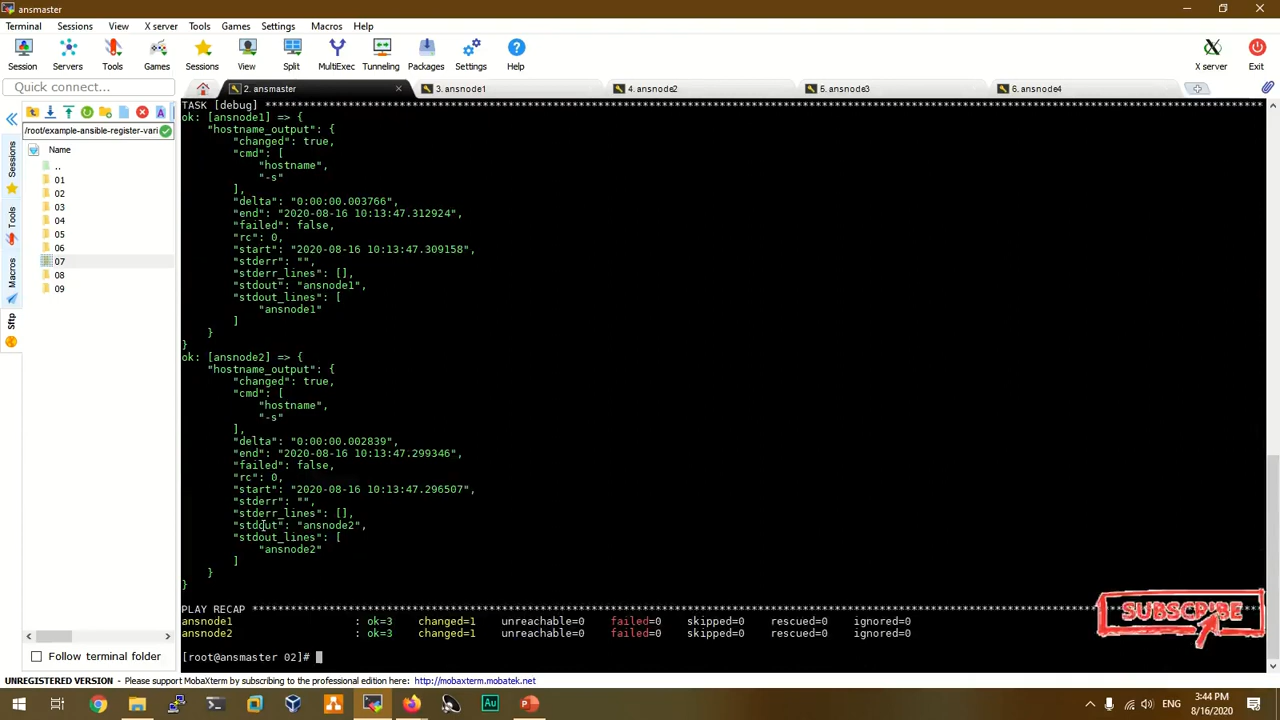 ansmaster
Terminal Sessions View X server Tools Games Settings Macros Help
Session Servers Tools Games Sessions View Split MultiExec Tunneling Packages Settings Help X server Exit
Quick connect...
2. ansmaster 3. ansnode1 4. ansnode2 5. ansnode3 6. ansnode4
/root/example-ansible-register-vari
Name
..
01
02
03
04
05
06
07
08
09
Sessions
Tools
Macros
Sftp
Follow terminal folder
TASK [debug] ****************************************************************
ok: [ansnode1] => {
"hostname_output": {
"changed": true,
"cmd": [
"hostname",
"-s"
],
"delta": "0:00:00.003766",
"end": "2020-08-16 10:13:47.312924",
"failed": false,
"rc": 0,
"start": "2020-08-16 10:13:47.309158",
"stderr": "",
"stderr_lines": [],
"stdout": "ansnode1",
"stdout_lines": [
"ansnode1"
]
}
}
ok: [ansnode2] => {
"hostname_output": {
"changed": true,
"cmd": [
"hostname",
"-s"
],
"delta": "0:00:00.002839",
"end": "2020-08-16 10:13:47.299346",
"failed": false,
"rc": 0,
"start": "2020-08-16 10:13:47.296507",
"stderr": "",
"stderr_lines": [],
"stdout": "ansnode2",
"stdout_lines": [
"ansnode2"
]
}
}
PLAY RECAP ****************************************************************
ansnode1 : ok=3 changed=1 unreachable=0 failed=0 skipped=0 rescued=0 ignored=0
ansnode2 : ok=3 changed=1 unreachable=0 failed=0 skipped=0 rescued=0 ignored=0
[root@ansmaster 02]#
SUBSCRIBE
UNREGISTERED VERSION - Please support MobaXterm by subscribing to the professional edition here: http://mobaxterm.mobatek.net
Au
ENG
3:44 PM
8/16/2020